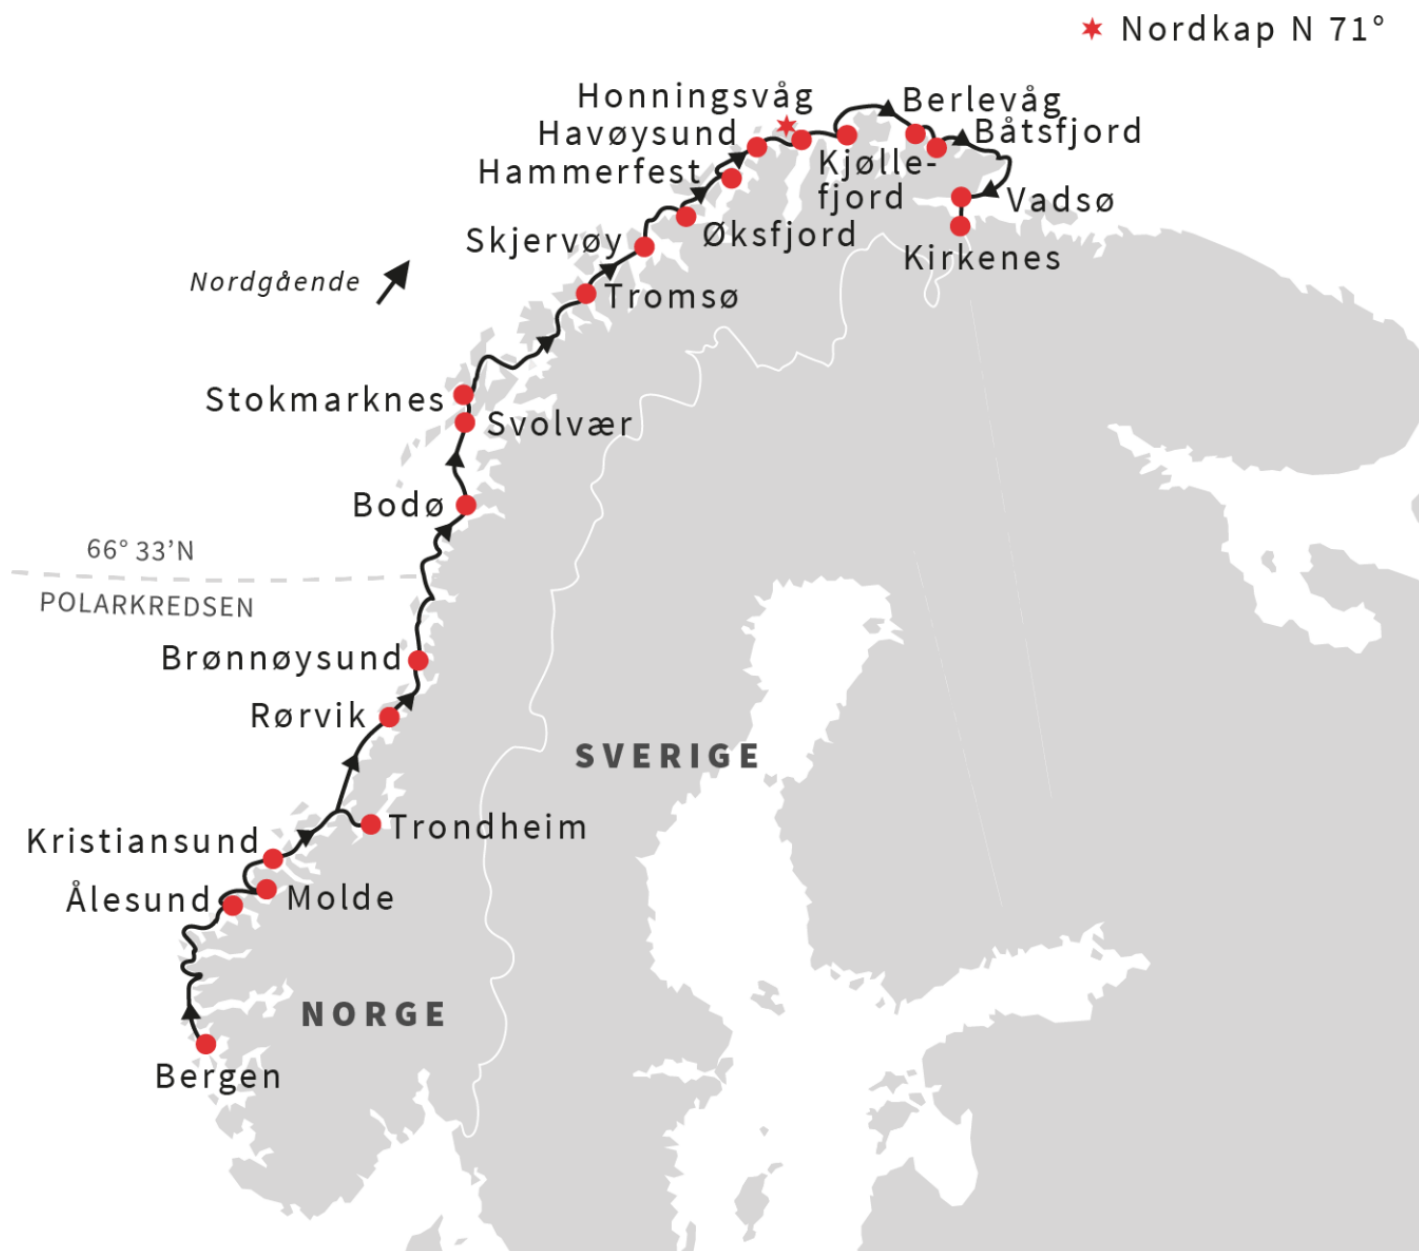 Nordkap N 71°
Honningsvåg
Berlevåg
Havøysund
Båtsfjord
Hammerfest
Kjølle-
fjord
Vadsø
Skjervøy
Øksfjord
Kirkenes
Nordgående
Tromsø
Stokmarknes
Svolvær
Bodø
66° 33’N
POLARKREDSEN
Brønnøysund
Rørvik
SVERIGE
Kristiansund
Trondheim
Ålesund
Molde
NORGE
Bergen